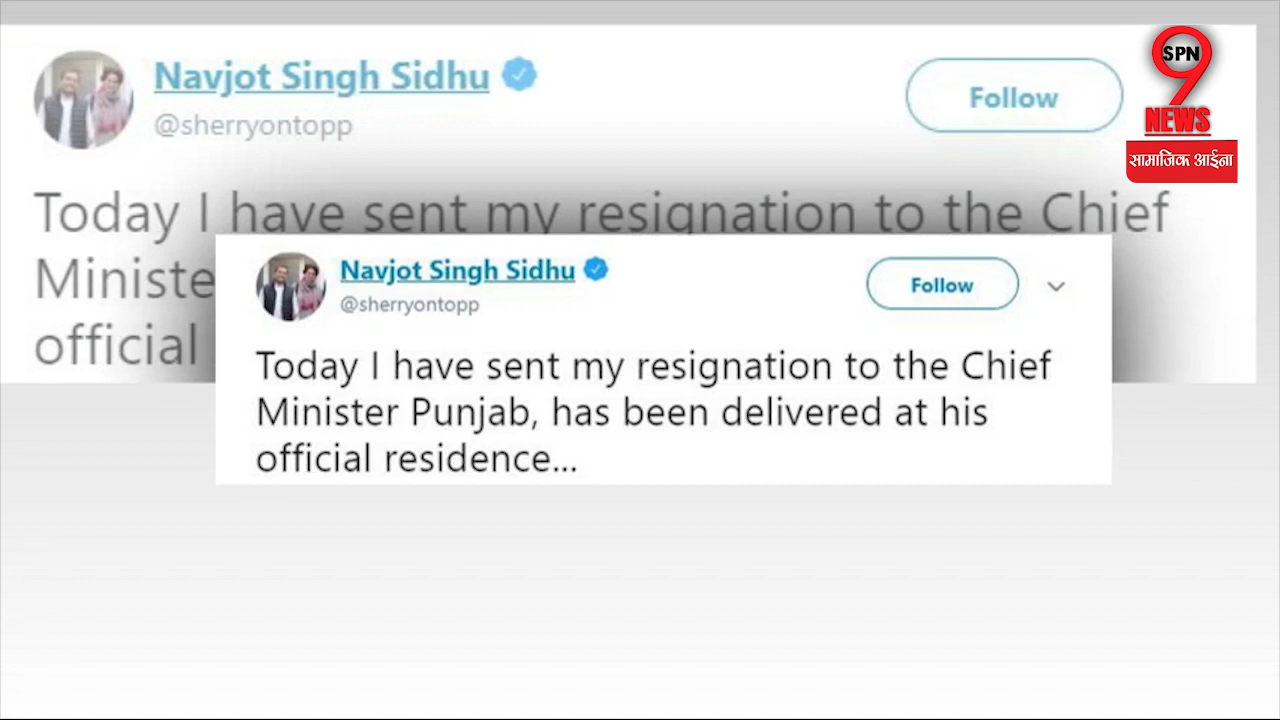 Navjot Singh Sidhu
@sherryontopp
Follow
Today I have sent my resignation to the Chief
Ministe
official
SPN
9
NEWS
सामाजिक आईना
Navjot Singh Sidhu
@sherryontopp
Follow
Today I have sent my resignation to the Chief
Minister Punjab, has been delivered at his
official residence...